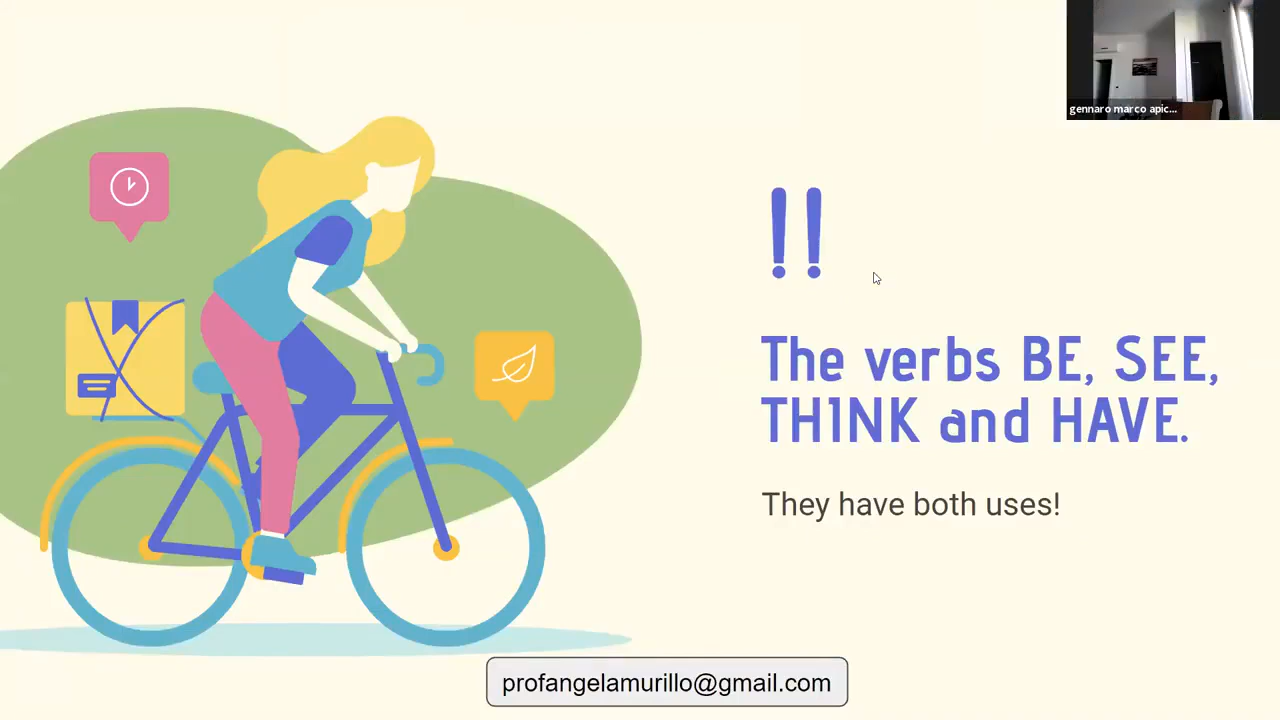 gennaro marco apic...
!!
The verbs BE, SEE,
THINK and HAVE.
They have both uses!
profangelamurillo@gmail.com